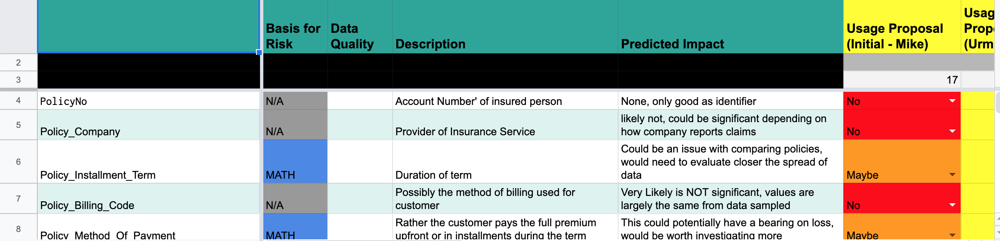 Basis for
Risk
Data
Quality
Description
Predicted Impact
Usage Proposal
(Initial - Mike)
Usag
Prop
(Urm
2
3
17
4
PolicyNo
N/A
Account Number' of insured person
None, only good as identifier
No
5
Policy_Company
N/A
Provider of Insurance Service
likely not, could be significant depending on
how company reports claims
No
6
Policy_Installment_Term
MATH
Duration of term
Could be an issue with comparing policies,
would need to evaluate closer the spread of
data
Maybe
7
Policy_Billing_Code
N/A
Possibly the method of billing used for
customer
Very Likely is NOT significant, values are
largely the same from data sampled
No
8
Policy_Method_Of_Payment
MATH
Rather the customer pays the full premium
upfront or in installments during the term
This could potentially have a bearing on loss,
would be worth investigating more
Maybe